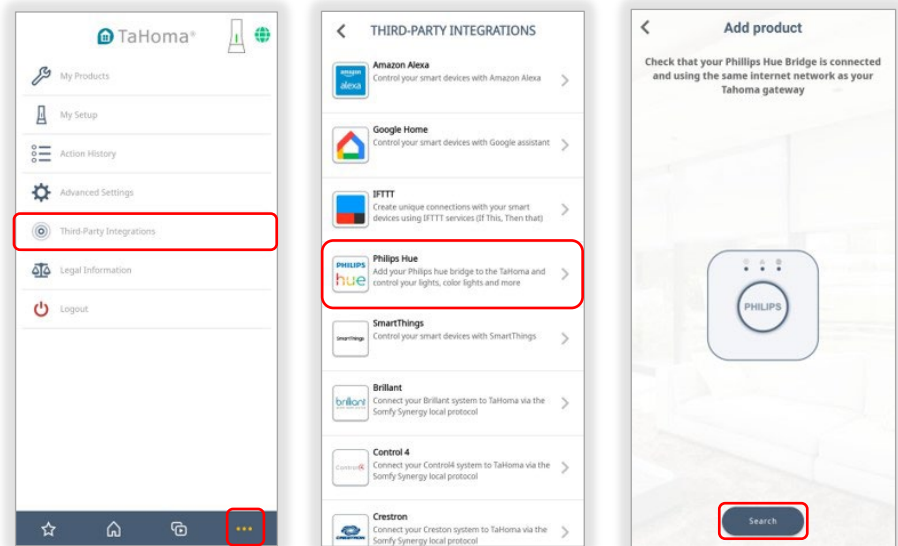 TaHoma®
My Products
My Setup
Action History
Advanced Settings
Third-Party Integrations
Legal Information
Logout
THIRD-PARTY INTEGRATIONS
amazon
alexa
Amazon Alexa
Control your smart devices with Amazon Alexa
Google Home
Control your smart devices with Google assistant
IFTTT
Create unique connections with your smart
devices using IFTTT services (If This, Then that)
PHILIPS
hue
Philips Hue
Add your Philips hue bridge to the TaHoma and
control your lights, color lights and more
SmartThings
SmartThings
Control your smart devices with SmartThings
brilliant
Brillant
Connect your Brillant system to TaHoma via the
Somfy Synergy local protocol
Control4
Control 4
Connect your Control4 system to TaHoma via the
Somfy Synergy local protocol
CRESTRON
Crestron
Connect your Creston system to TaHoma via the
Somfy Synergy local protocol
Add product
Check that your Phillips Hue Bridge is connected
and using the same internet network as your
Tahoma gateway
PHILIPS
Search